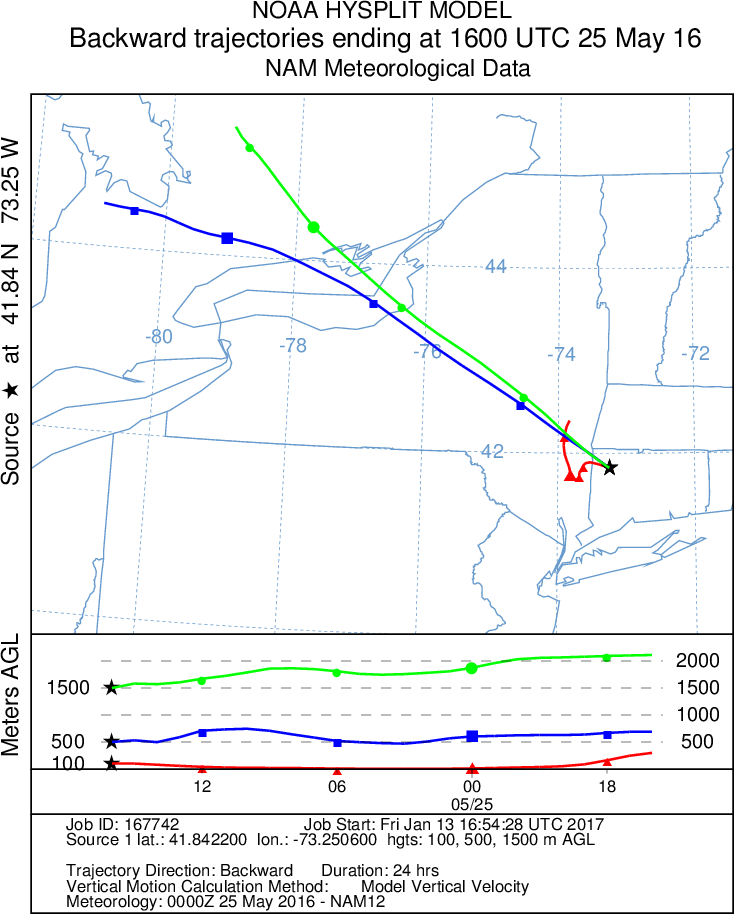 NOAA HYSPLIT MODEL
Backward trajectories ending at 1600 UTC 25 May 16
NAM Meteorological Data
Source ★ at 41.84 N 73.25 W
44
-80
-78
-76
-74
-72
42
Meters AGL
2000
1500
1500
1000
500
500
100
12
06
00
18
05/25
Job ID: 167742 Job Start: Fri Jan 13 16:54:28 UTC 2017
Source 1 lat.: 41.842200 lon.: -73.250600 hgts: 100, 500, 1500 m AGL
Trajectory Direction: Backward Duration: 24 hrs
Vertical Motion Calculation Method: Model Vertical Velocity
Meteorology: 0000Z 25 May 2016 - NAM12